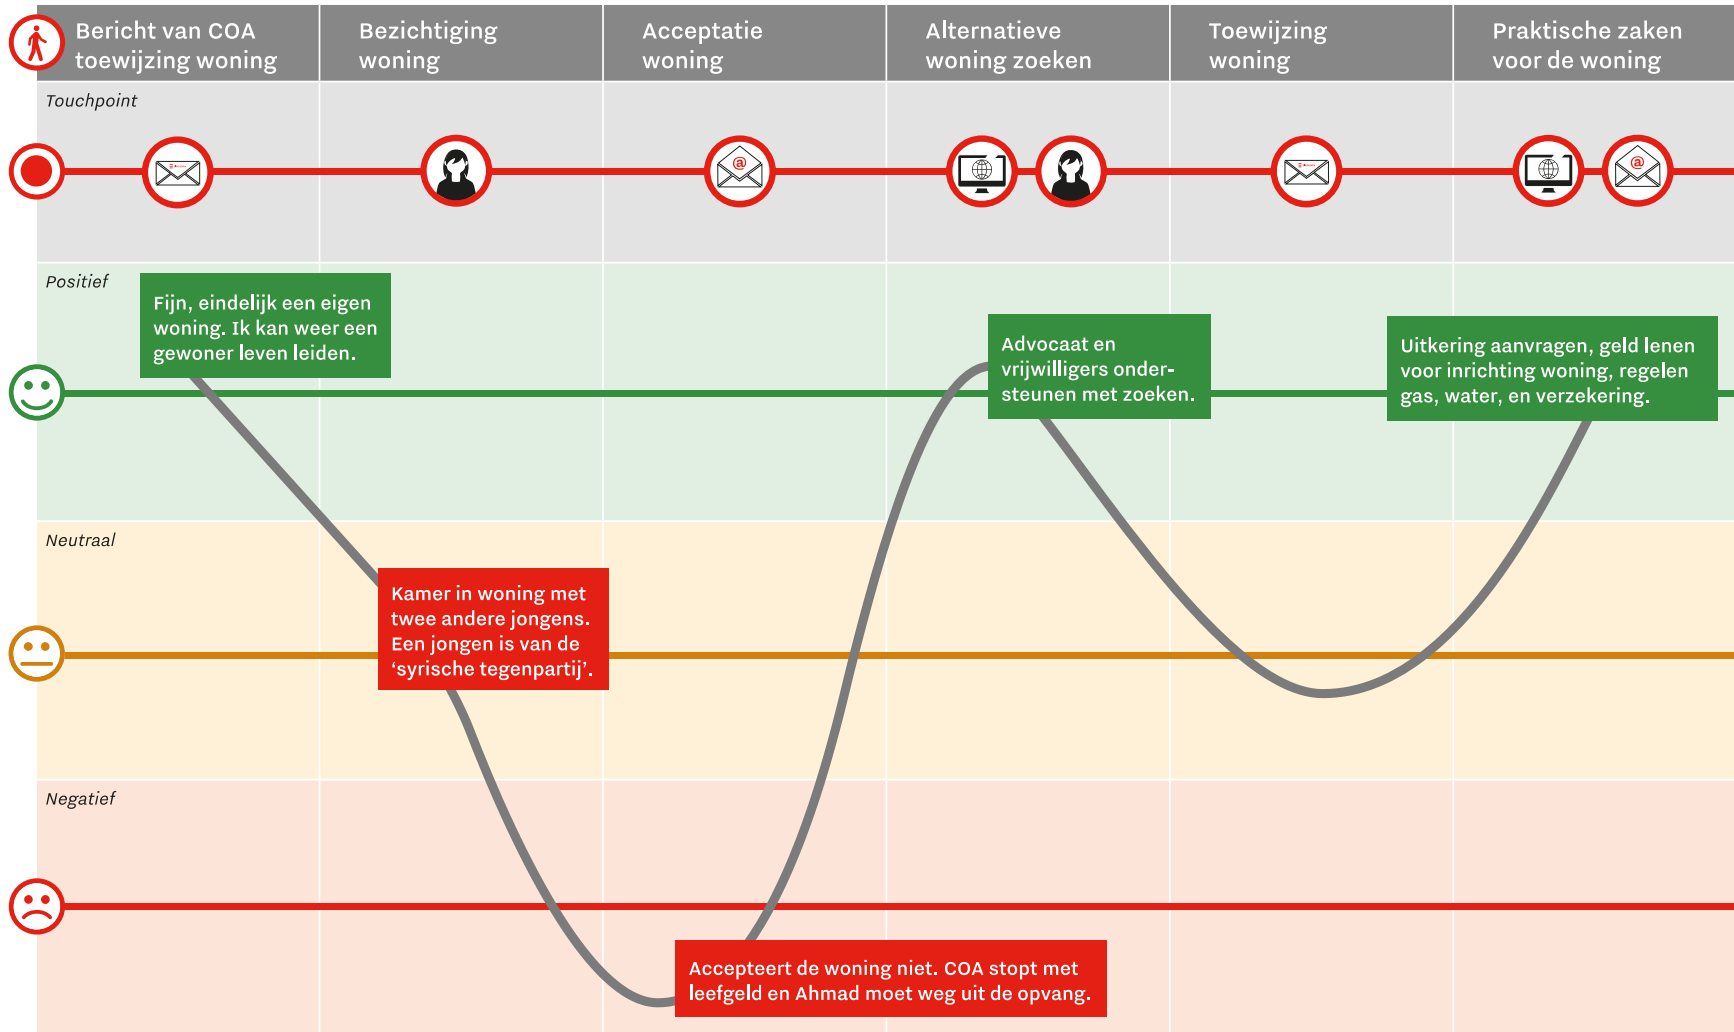 Bericht van COA
toewijzing woning
Bezichtiging
woning
Acceptatie
woning
Alternatieve
woning zoeken
Toewijzing
woning
Praktische zaken
voor de woning
Touchpoint
@
@
Positief
Fijn, eindelijk een eigen
woning. Ik kan weer een
gewoner leven leiden.
Advocaat en
vrijwilligers onder-
steunen met zoeken.
Uitkering aanvragen, geld lenen
voor inrichting woning, regelen
gas, water, en verzekering.
Neutraal
Kamer in woning met
twee andere jongens.
Een jongen is van de
‘syrische tegenpartij’.
Negatief
Accepteert de woning niet. COA stopt met
leefgeld en Ahmad moet weg uit de opvang.